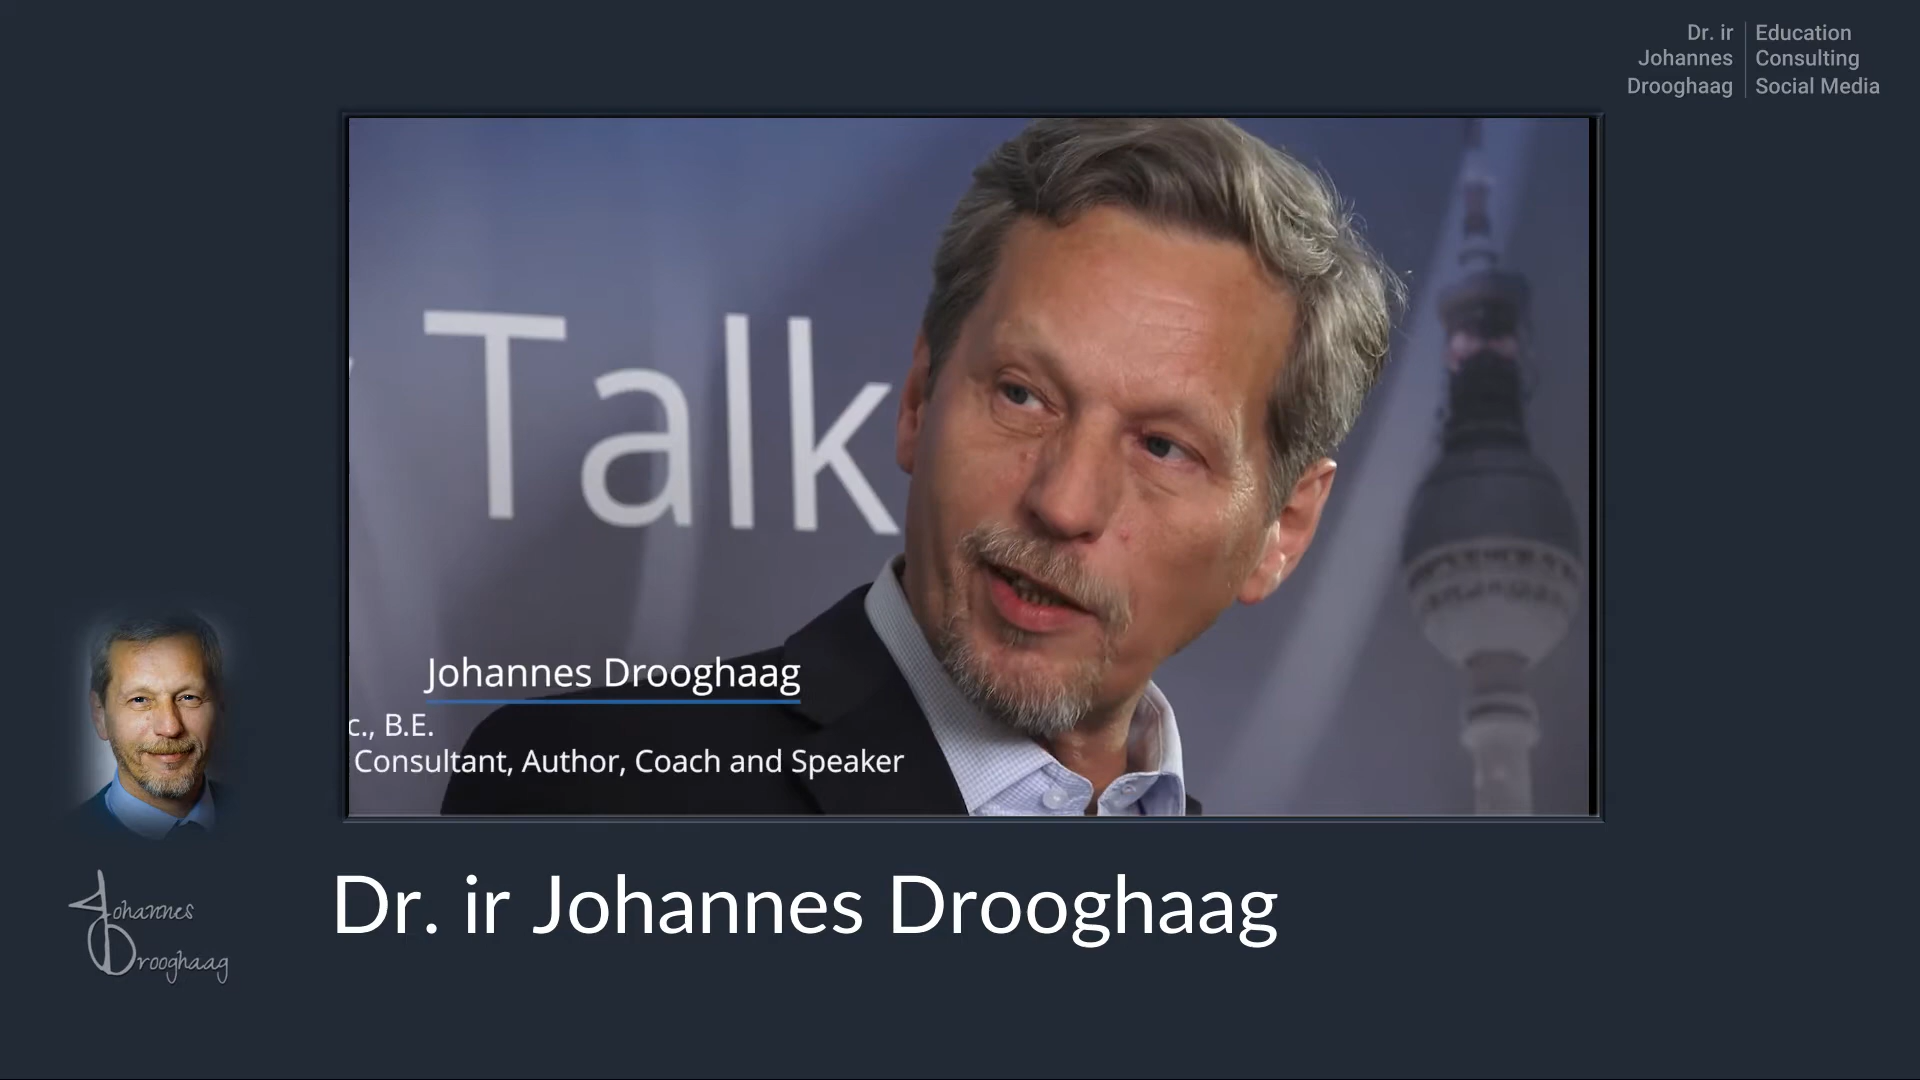 Dr. ir
Johannes
Drooghaag
Education
Consulting
Social Media
Talk
Johannes Drooghaag
c., B.E.
Consultant, Author, Coach and Speaker
Johannes
Drooghaag
Dr. ir Johannes Drooghaag